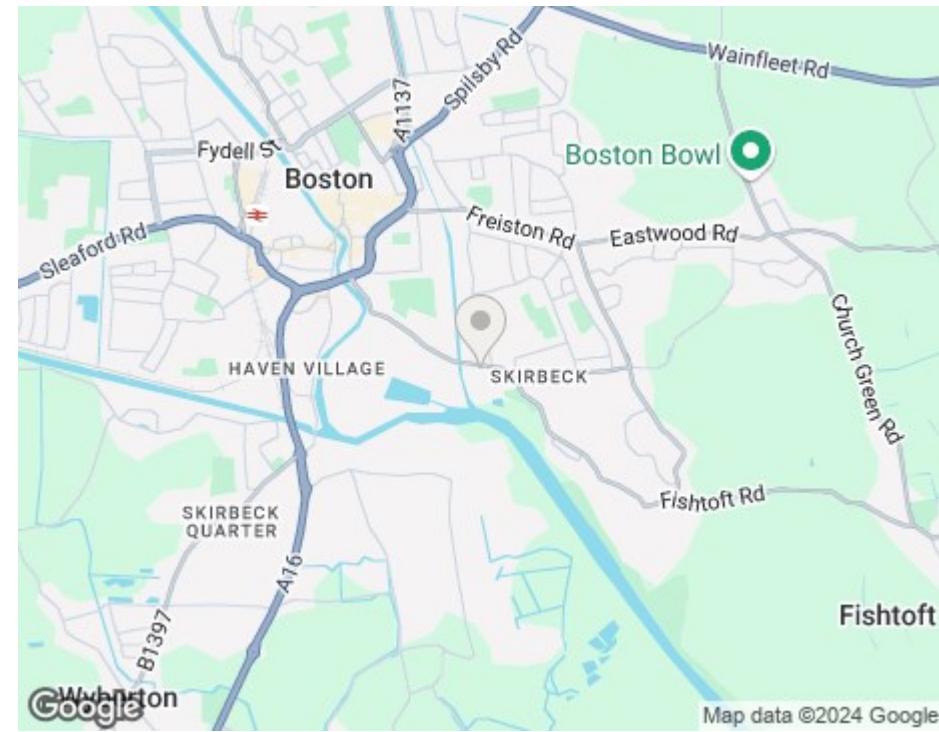 Wainfleet Rd
Spilsby Rd
A1137
Fydell St
Boston Bowl
Boston
Freiston Rd
Eastwood Rd
Sleaford Rd
Church Green Rd
HAVEN VILLAGE
SKIRBECK
Fishtoft Rd
SKIRBECK
QUARTER
A16
B1397
Fishtoft
Wyberton
Google
Map data ©2024 Google